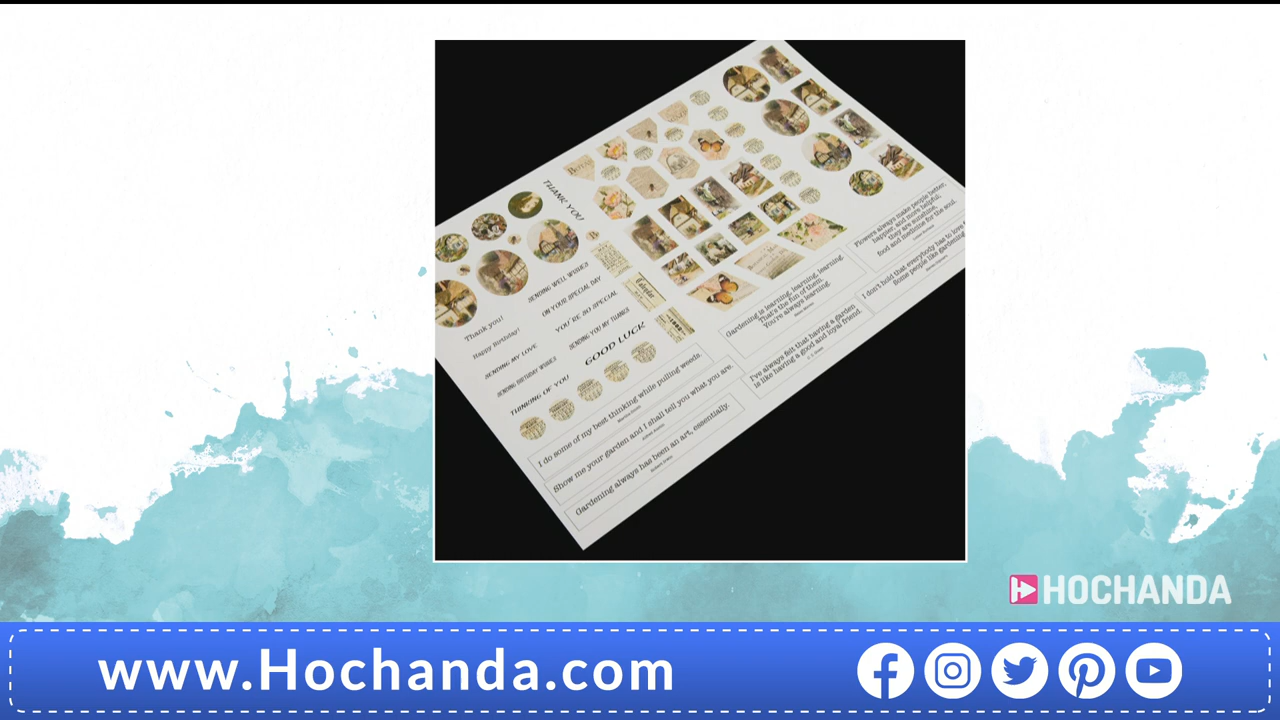 THANK YOU
SENDING WELL WISHES
ON YOUR SPECIAL DAY
YOU'RE SO SPECIAL
SENDING YOU MY THANKS
GOOD LUCK
Thank you!
Happy Birthday!
SENDING MY LOVE
SENDING BIRTHDAY WISHES
THINKING OF YOU
I do some of my best thinking while pulling weeds.
Show me your garden and I shall tell you what you are.
Alfred Austin
Gardening always has been an art, essentially.
Robert Irwin
Gardening is learning, learning, learning.
That's the fun of them.
You're always learning.
I've always felt that having a garden
is like having a good and loyal friend.
Flowers always make people better,
happier, and more helpful;
they are sunshine,
food and medicine for the soul.
I don't hold that everybody has to love
Some people like gardening
HOCHANDA
www.Hochanda.com